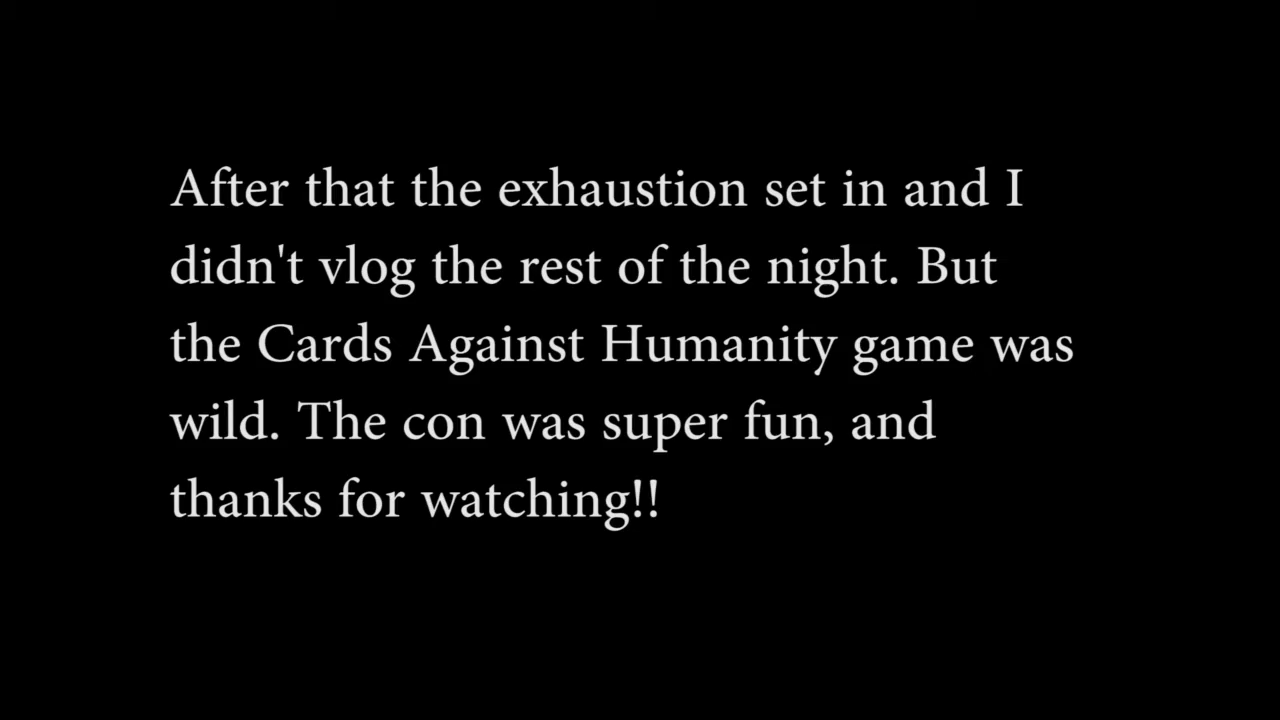 After that the exhaustion set in and I
didn't vlog the rest of the night. But
the Cards Against Humanity game was
wild. The con was super fun, and
thanks for watching!!